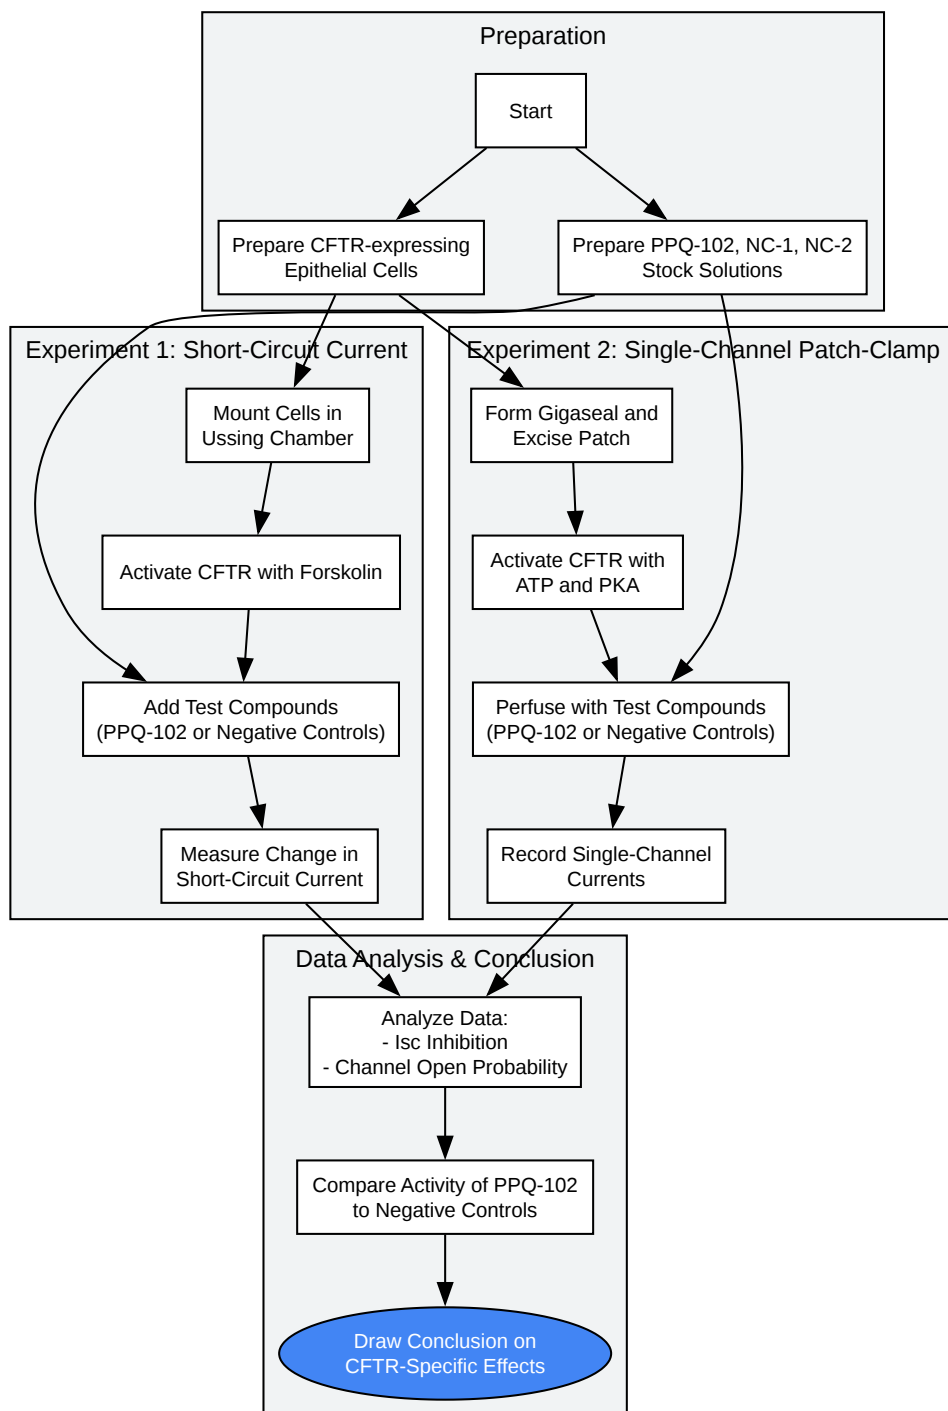 Preparation
Start
Prepare CFTR-expressing
Epithelial Cells
Prepare PPQ-102, NC-1, NC-2
Stock Solutions
Experiment 1: Short-Circuit Current
Mount Cells in
Ussing Chamber
Activate CFTR with Forskolin
Add Test Compounds
(PPQ-102 or Negative Controls)
Measure Change in
Short-Circuit Current
Experiment 2: Single-Channel Patch-Clamp
Form Gigaseal and
Excise Patch
Activate CFTR with
ATP and PKA
Perfuse with Test Compounds
(PPQ-102 or Negative Controls)
Record Single-Channel
Currents
Data Analysis & Conclusion
Analyze Data:
- Isc Inhibition
- Channel Open Probability
Compare Activity of PPQ-102
to Negative Controls
Draw Conclusion on
CFTR-Specific Effects